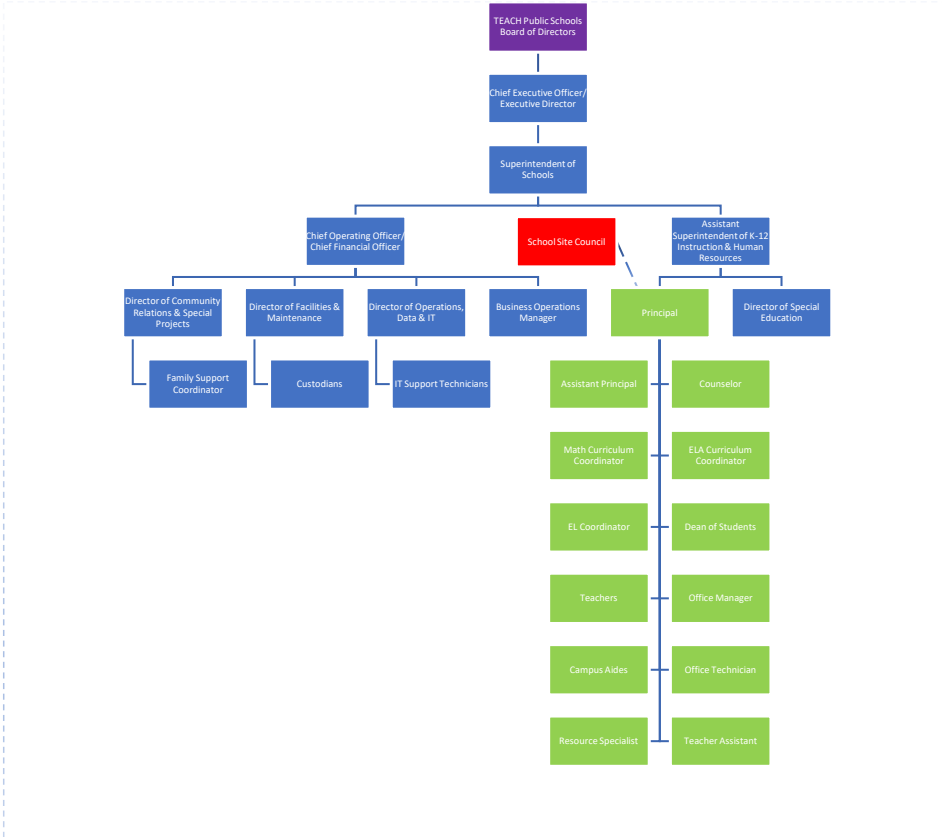 TEACH Public Schools
Board of Directors
Chief Executive Officer/
Executive Director
Superintendent of
Schools
Chief Operating Officer/
Chief Financial Officer
School Site Council
Assistant
Superintendent of K-12
Instruction & Human
Resources
Director of Community
Relations & Special
Projects
Director of Facilities &
Maintenance
Director of Operations,
Data & IT
Business Operations
Manager
Principal
Director of Special
Education
Family Support
Coordinator
Custodians
IT Support Technicians
Assistant Principal
Counselor
Math Curriculum
Coordinator
ELA Curriculum
Coordinator
EL Coordinator
Dean of Students
Teachers
Office Manager
Campus Aides
Office Technician
Resource Specialist
Teacher Assistant